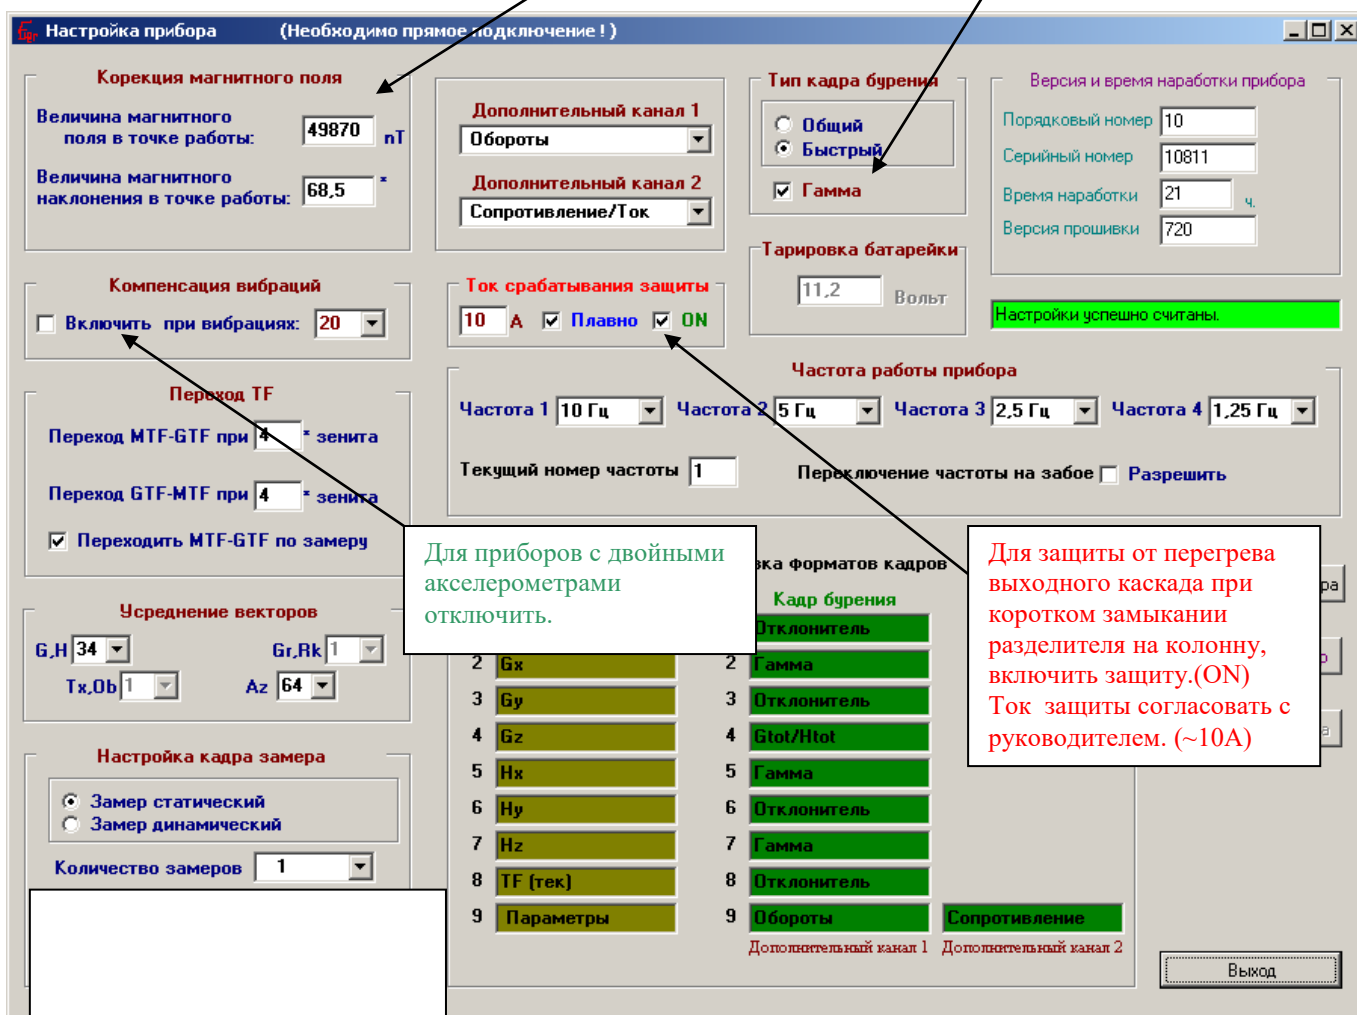 Настройка прибора (Необходимо прямое подключение ! )
Корекция магнитного поля
Величина магнитного
поля в точке работы: 49870 nT
Величина магнитного
наклонения в точке работы: 68,5 *
Дополнительный канал 1
Обороты
Дополнительный канал 2
Сопротивление/Ток
Тип кадра бурения
Общий
Быстрый
Гамма
Версия и время наработки прибора
Порядковый номер 10
Серийный номер 10811
Время наработки 21 ч.
Версия прошивки 720
Компенсация вибраций
Включить при вибрациях: 20
Ток срабатывания защиты
10 А Плавно ON
Тарировка батарейки
11,2 Вольт
Настройки успешно считаны.
Переход TF
Переход MTF-GTF при 4 * зенита
Переход GTF-MTF при 4 * зенита
Переходить MTF-GTF по замеру
Частота работы прибора
Частота 1 10 Гц Частота 2 5 Гц Частота 3 2,5 Гц Частота 4 1,25 Гц
Текущий номер частоты 1 Переключение частоты на забое Разрешить
Для приборов с двойными
акселерометрами
отключить.
Для защиты от перегрева
выходного каскада при
коротком замыкании
разделителя на колонну,
включить защиту.(ON)
Ток защиты согласовать с
руководителем. (~10А)
Усреднение векторов
G,H 34 Gr,Rk 1
Tx,Ob 1 Az 64
форматов кадров
Кадр бурения
Отклонитель
2 Gx 2 Гамма
3 Gy 3 Отклонитель
4 Gz 4 Gtot/Htot
5 Hx 5 Гамма
6 Hy 6 Отклонитель
7 Hz 7 Гамма
8 TF (тек) 8 Отклонитель
9 Параметры 9 Обороты Сопротивление
Дополнительный канал 1 Дополнительный канал 2
Настройка кадра замера
Замер статический
Замер динамический
Количество замеров 1
Выход